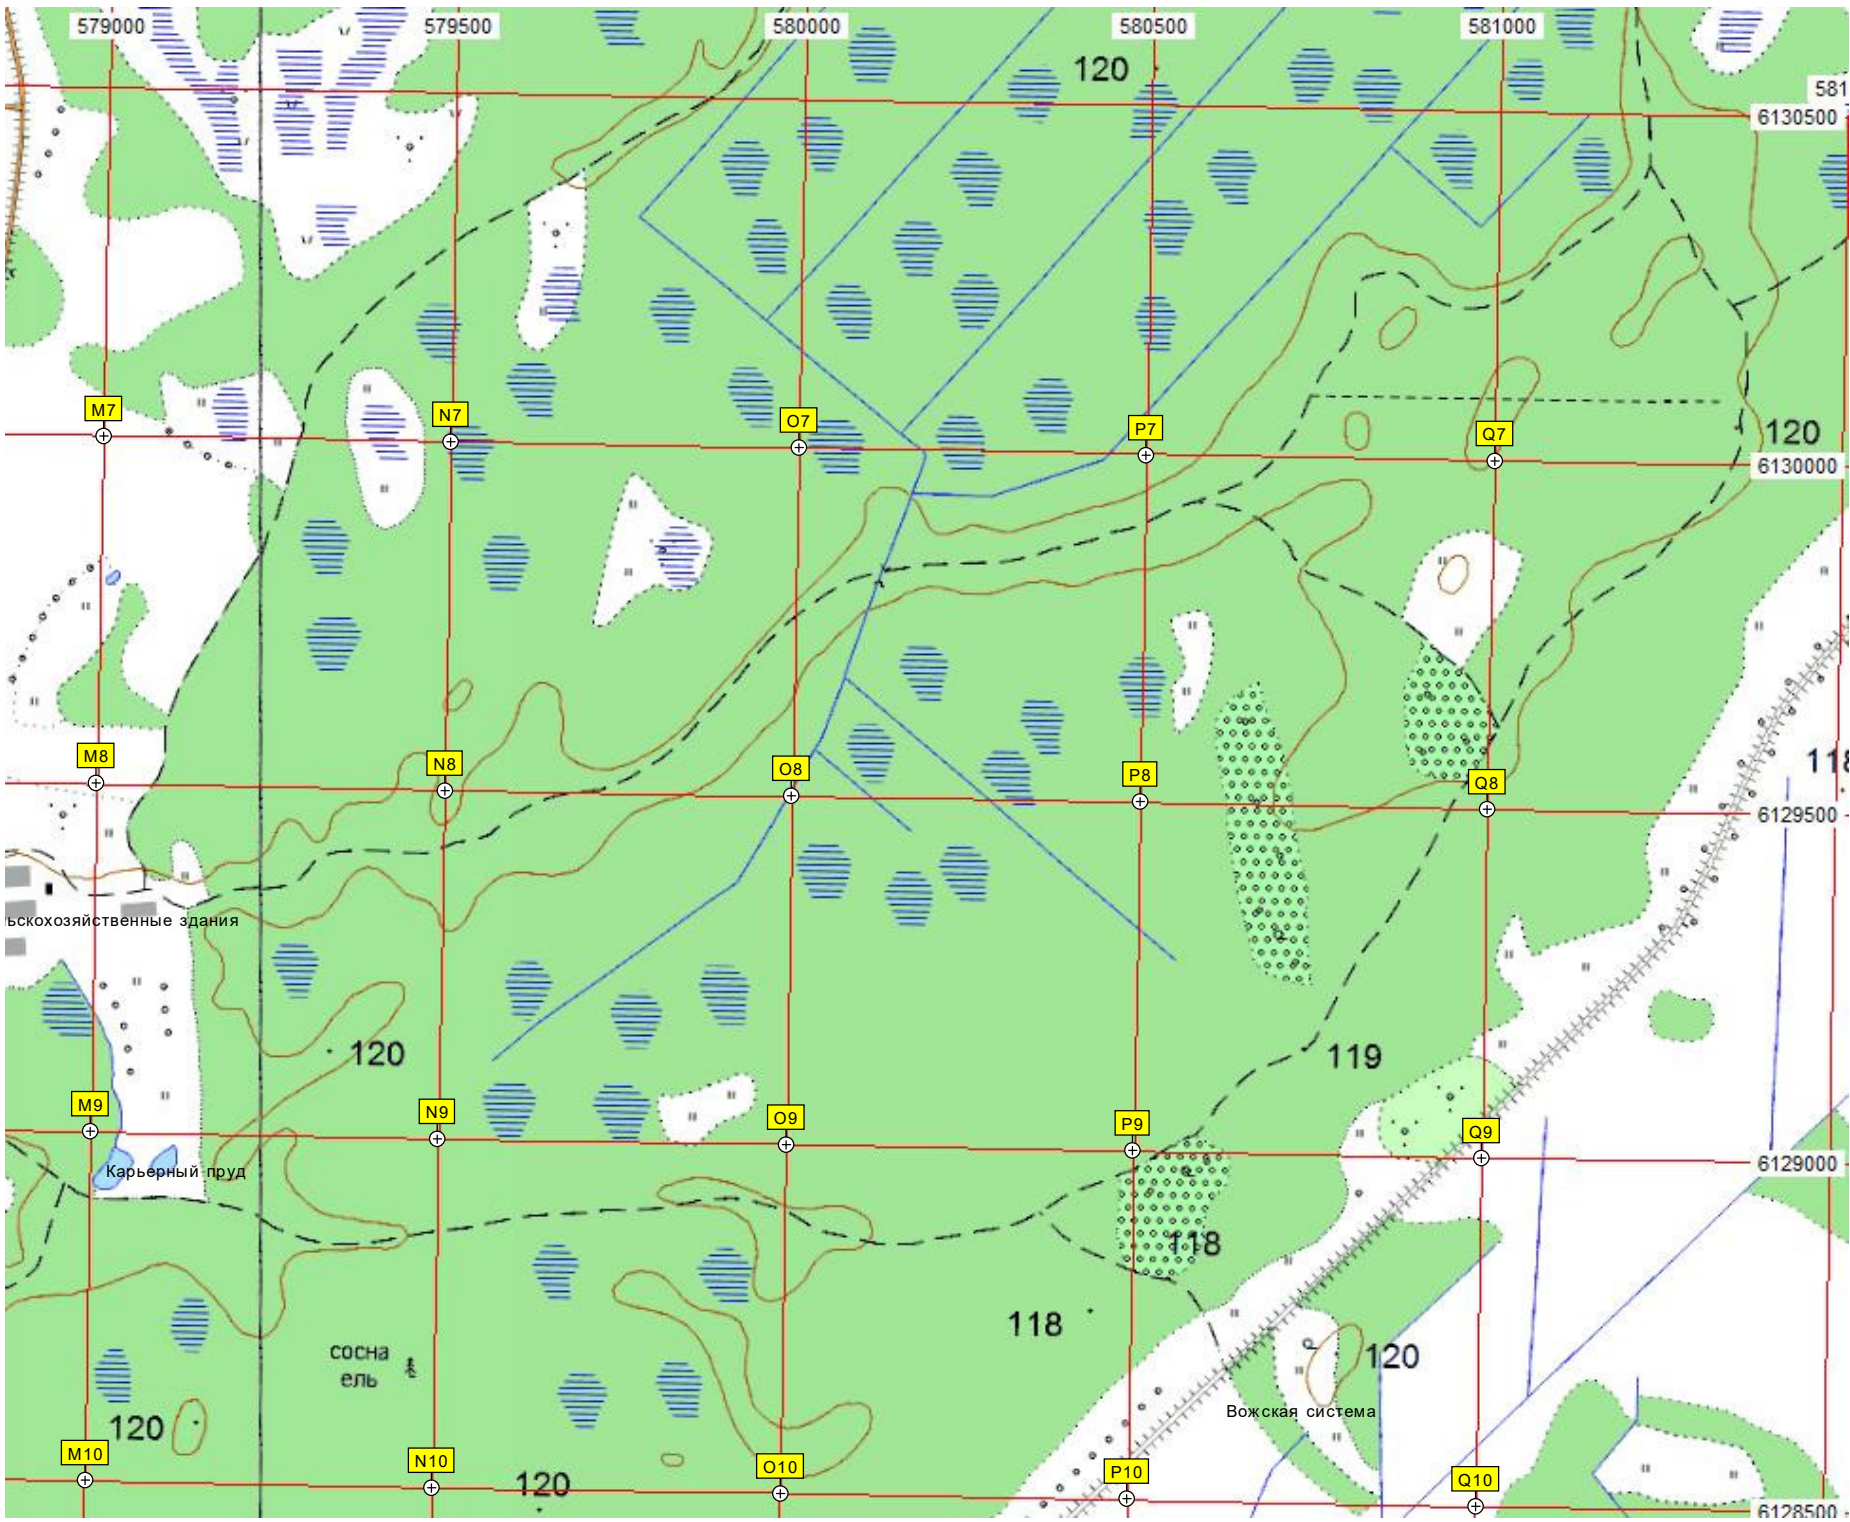 579000 579500 580000 580500 581000
120
581
6130500
M7 N7 O7 P7 Q7
120
6130000
M8 N8 O8 P8 Q8
118
6129500
ьскохозяйственные здания
120
119
M9 N9 O9 P9 Q9
6129000
Карьерный пруд
118
118
сосна
ель
120
Вожская система
120
M10 N10 O10 P10 Q10
120
6128500